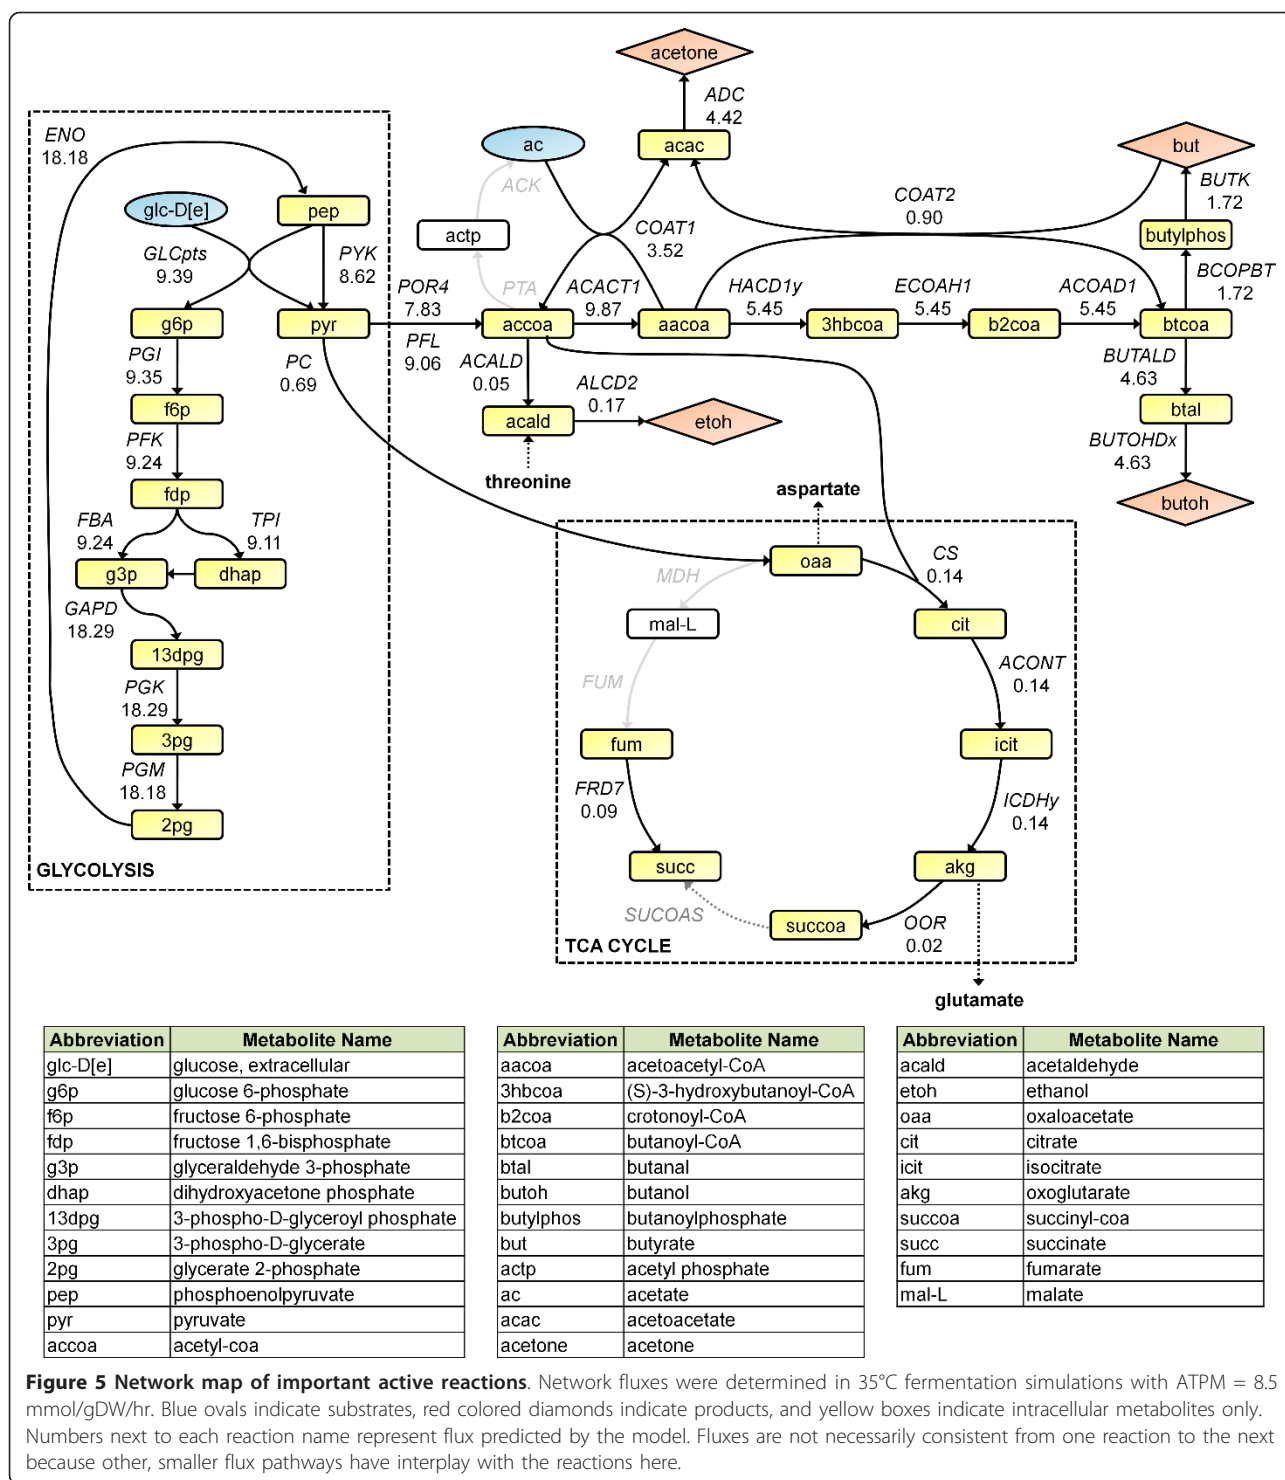 acetone
ADC
4.42
ENO
18.18
ac
acac
but
ACK
COAT2
0.90
BUTK
1.72
glc-D[e]
pep
actp
COAT1
3.52
butylphos
GLCpts
9.39
PYK
8.62
POR4
7.83
PTA
ACACT1
9.87
HACD1y
5.45
ECOAH1
5.45
ACOAD1
5.45
BCOPBT
1.72
g6p
pyr
accoa
aacoa
3hbcoa
b2coa
btcoa
PGI
9.35
PC
0.69
PFL
9.06
ACALD
0.05
ALCD2
0.17
BUTALD
4.63
f6p
acald
etoh
btal
PFK
9.24
threonine
BUTOHDx
4.63
fdp
aspartate
butoh
FBA
9.24
TPI
9.11
g3p
dhap
oaa
CS
0.14
MDH
GAPD
18.29
mal-L
cit
13dpg
ACONT
0.14
PGK
18.29
FUM
3pg
fum
icit
PGM
18.18
FRD7
0.09
ICDHy
0.14
2pg
GLYCOLYSIS
succ
akg
SUCOAS
succoa
OOR
0.02
TCA CYCLE
glutamate
Abbreviation Metabolite Name
glc-D[e] glucose, extracellular
g6p glucose 6-phosphate
f6p fructose 6-phosphate
fdp fructose 1,6-bisphosphate
g3p glyceraldehyde 3-phosphate
dhap dihydroxyacetone phosphate
13dpg 3-phospho-D-glyceroyl phosphate
3pg 3-phospho-D-glycerate
2pg glycerate 2-phosphate
pep phosphoenolpyruvate
pyr pyruvate
accoa acetyl-coa
Abbreviation Metabolite Name
aacoa acetoacetyl-CoA
3hbcoa (S)-3-hydroxybutanoyl-CoA
b2coa crotonoyl-CoA
btcoa butanoyl-CoA
btal butanal
butoh butanol
butylphos butanoylphosphate
but butyrate
actp acetyl phosphate
ac acetate
acac acetoacetate
acetone acetone
Abbreviation Metabolite Name
acald acetaldehyde
etoh ethanol
oaa oxaloacetate
cit citrate
icit isocitrate
akg oxoglutarate
succoa succinyl-coa
succ succinate
fum fumarate
mal-L malate
Figure 5 Network map of important active reactions. Network fluxes were determined in 35°C fermentation simulations with ATPM = 8.5
mmol/gDW/hr. Blue ovals indicate substrates, red colored diamonds indicate products, and yellow boxes indicate intracellular metabolites only.
Numbers next to each reaction name represent flux predicted by the model. Fluxes are not necessarily consistent from one reaction to the next
because other, smaller flux pathways have interplay with the reactions here.